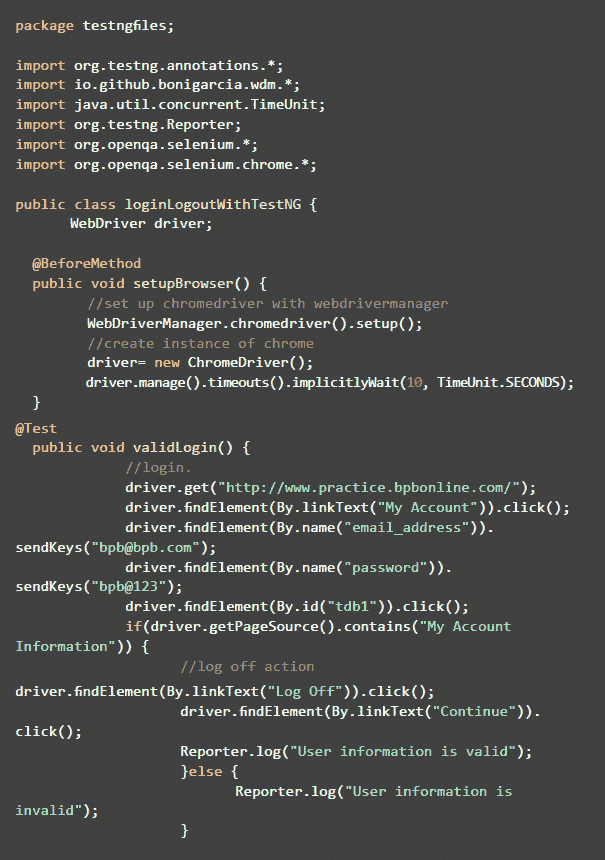 package testngfiles;
import org.testng.annotations.*;
import io.github.bonigarcia.wdm.*;
import java.util.concurrent.TimeUnit;
import org.testng.Reporter;
import org.openqa.selenium.*;
import org.openqa.selenium.chrome.*;
public class loginLogoutWithTestNG {
WebDriver driver;
@BeforeMethod
public void setupBrowser() {
//set up chromedriver with webdrivermanager
WebDriverManager.chromedriver().setup();
//create instance of chrome
driver= new ChromeDriver();
driver.manage().timeouts().implicitlyWait(10, TimeUnit.SECONDS);
}
@Test
public void validLogin() {
//login.
driver.get("http://www.practice.bpbonline.com/");
driver.findElement(By.linkText("My Account")).click();
driver.findElement(By.name("email_address")).
sendKeys("bpb@bpb.com");
driver.findElement(By.name("password")).
sendKeys("bpb@123");
driver.findElement(By.id("tdb1")).click();
if(driver.getPageSource().contains("My Account
Information")) {
//log off action
driver.findElement(By.linkText("Log Off")).click();
driver.findElement(By.linkText("Continue")).
click();
Reporter.log("User information is valid");
}else {
Reporter.log("User information is
invalid");
}